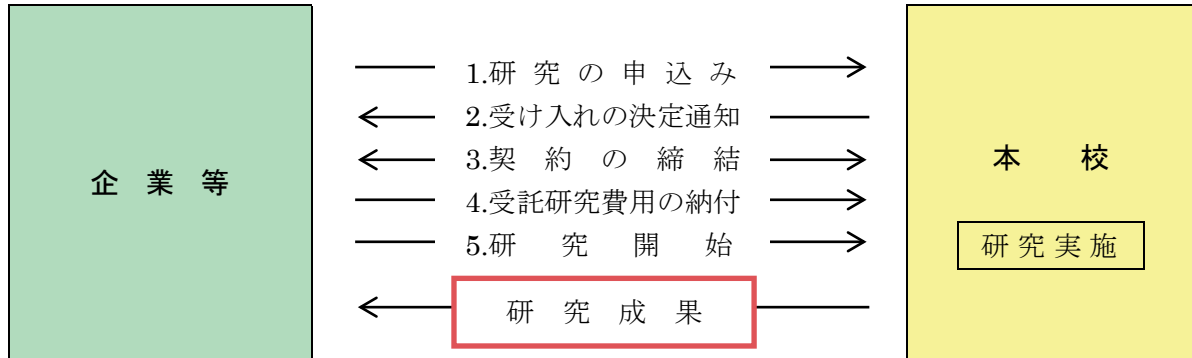 企業等
1.研究の申込み
2.受け入れの決定通知
3.契約の締結
4.受託研究費用の納付
5.研究開始
研究成果
本校
研究実施